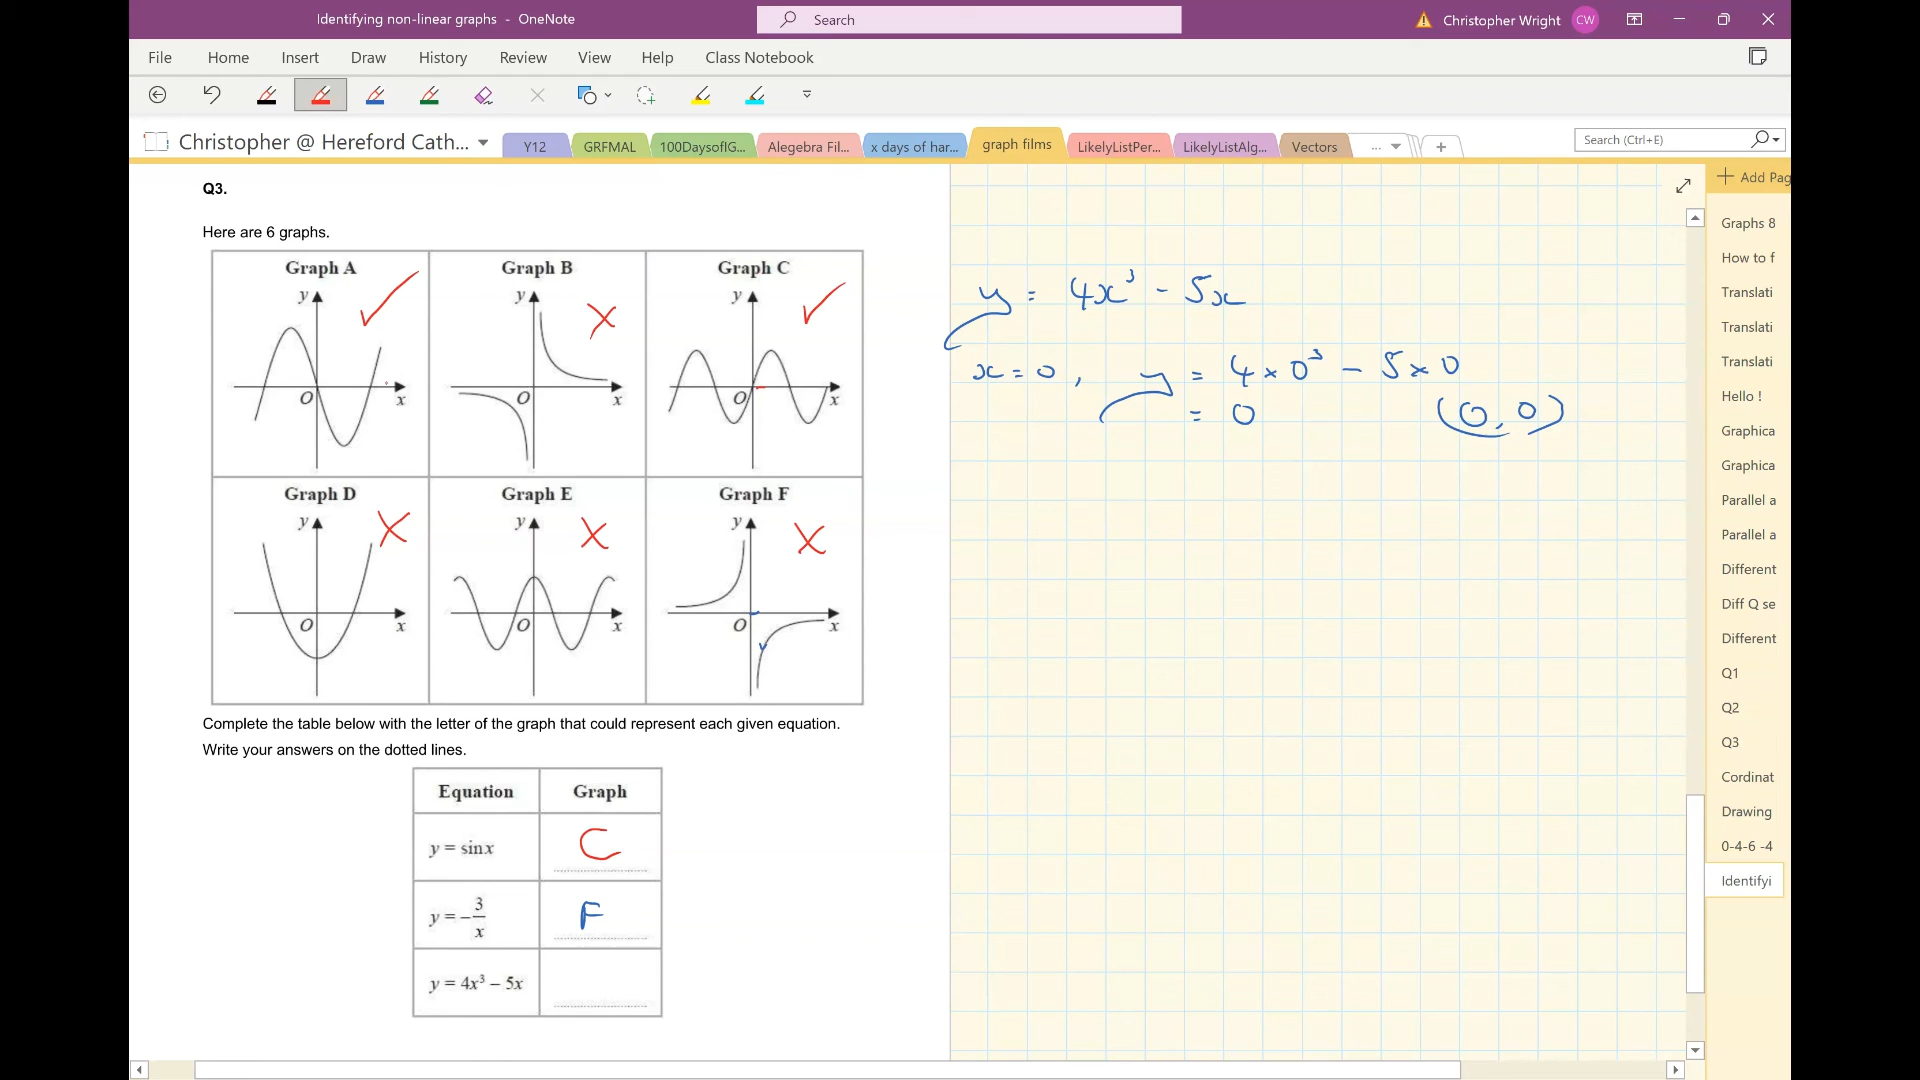 Identifying non-linear graphs - OneNote
Search
Christopher Wright
CW
File Home Insert Draw History Review View Help Class Notebook
Christopher @ Hereford Cath...
Y12
GRFMAL
100DaysofIG...
Alegebra Fil...
x days of har...
graph films
LikelyListPer...
LikelyListAlg...
Vectors
...
Search (Ctrl+E)
Add Pag
Graphs 8
How to f
Translati
Translati
Translati
Hello !
Graphica
Graphica
Parallel a
Parallel a
Different
Diff Q se
Different
Q1
Q2
Q3
Cordinat
Drawing
0-4-6 -4
Identifyi
Q3.
Here are 6 graphs.
Graph A
y
O
x
Graph B
y
O
x
Graph C
y
O
x
Graph D
y
O
x
Graph E
y
O
x
Graph F
y
O
x
Complete the table below with the letter of the graph that could represent each given equation.
Write your answers on the dotted lines.
Equation Graph
y = sinx C
y = -3/x F
y = 4x³ – 5x
y = 4x³ - 5x
x = 0, y = 4 × 0³ - 5 × 0
= 0 (0, 0)